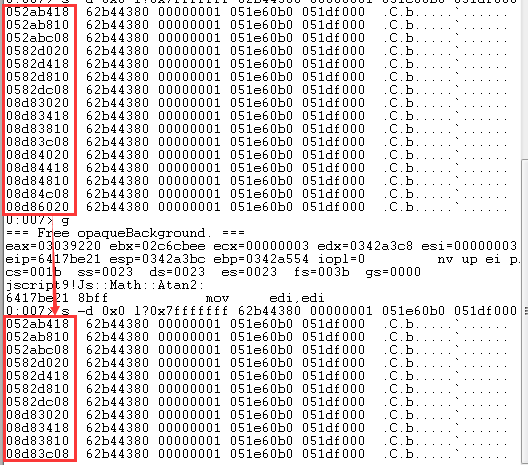 0:007> s -d 0x0 l?0x7fffffff 62b44380 00000001 051e60b0 051df000
052ab418  62b44380 00000001 051e60b0 051df000  .C.b.....`......
052ab810  62b44380 00000001 051e60b0 051df000  .C.b.....`......
052abc08  62b44380 00000001 051e60b0 051df000  .C.b.....`......
0582d020  62b44380 00000001 051e60b0 051df000  .C.b.....`......
0582d418  62b44380 00000001 051e60b0 051df000  .C.b.....`......
0582d810  62b44380 00000001 051e60b0 051df000  .C.b.....`......
0582dc08  62b44380 00000001 051e60b0 051df000  .C.b.....`......
08d83020  62b44380 00000001 051e60b0 051df000  .C.b.....`......
08d83418  62b44380 00000001 051e60b0 051df000  .C.b.....`......
08d83810  62b44380 00000001 051e60b0 051df000  .C.b.....`......
08d83c08  62b44380 00000001 051e60b0 051df000  .C.b.....`......
08d84020  62b44380 00000001 051e60b0 051df000  .C.b.....`......
08d84418  62b44380 00000001 051e60b0 051df000  .C.b.....`......
08d84810  62b44380 00000001 051e60b0 051df000  .C.b.....`......
08d84c08  62b44380 00000001 051e60b0 051df000  .C.b.....`......
08d86020  62b44380 00000001 051e60b0 051df000  .C.b.....`......
0:007> g
=== Free opaqueBackground. ===
eax=03039220 ebx=02c6cbee ecx=00000003 edx=0342a3c8 esi=00000003
eip=6417be21 esp=0342a3bc ebp=0342a554 iopl=0         nv up ei p
cs=001b  ss=0023  ds=0023  es=0023  fs=003b  gs=0000
jscript9!Js::Math::Atan2:
6417be21 8bff            mov     edi,edi
0:007> s -d 0x0 l?0x7fffffff 62b44380 00000001 051e60b0 051df000
052ab418  62b44380 00000001 051e60b0 051df000  .C.b.....`......
052ab810  62b44380 00000001 051e60b0 051df000  .C.b.....`......
052abc08  62b44380 00000001 051e60b0 051df000  .C.b.....`......
0582d020  62b44380 00000001 051e60b0 051df000  .C.b.....`......
0582d418  62b44380 00000001 051e60b0 051df000  .C.b.....`......
0582d810  62b44380 00000001 051e60b0 051df000  .C.b.....`......
0582dc08  62b44380 00000001 051e60b0 051df000  .C.b.....`......
08d83020  62b44380 00000001 051e60b0 051df000  .C.b.....`......
08d83418  62b44380 00000001 051e60b0 051df000  .C.b.....`......
08d83810  62b44380 00000001 051e60b0 051df000  .C.b.....`......
08d83c08  62b44380 00000001 051e60b0 051df000  .C.b.....`......